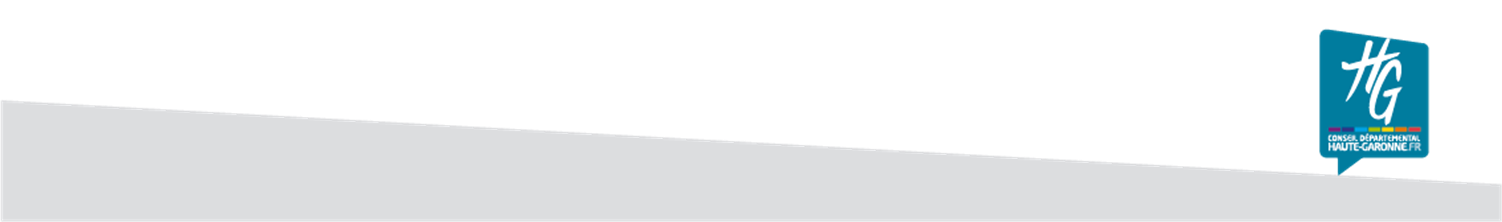 HG
CONSEIL DÉPARTEMENTAL
HAUTE-GARONNE.FR